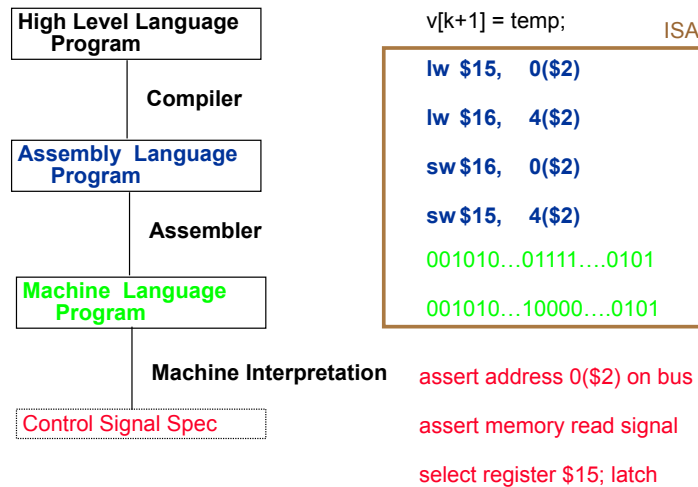 High Level Language
Program
Compiler
Assembly Language
Program
Assembler
Machine Language
Program
Machine Interpretation
Control Signal Spec
v[k+1] = temp;
ISA
lw $15, 0($2)
lw $16, 4($2)
sw $16, 0($2)
sw $15, 4($2)
001010…01111….0101
001010…10000….0101
assert address 0($2) on bus
assert memory read signal
select register $15; latch